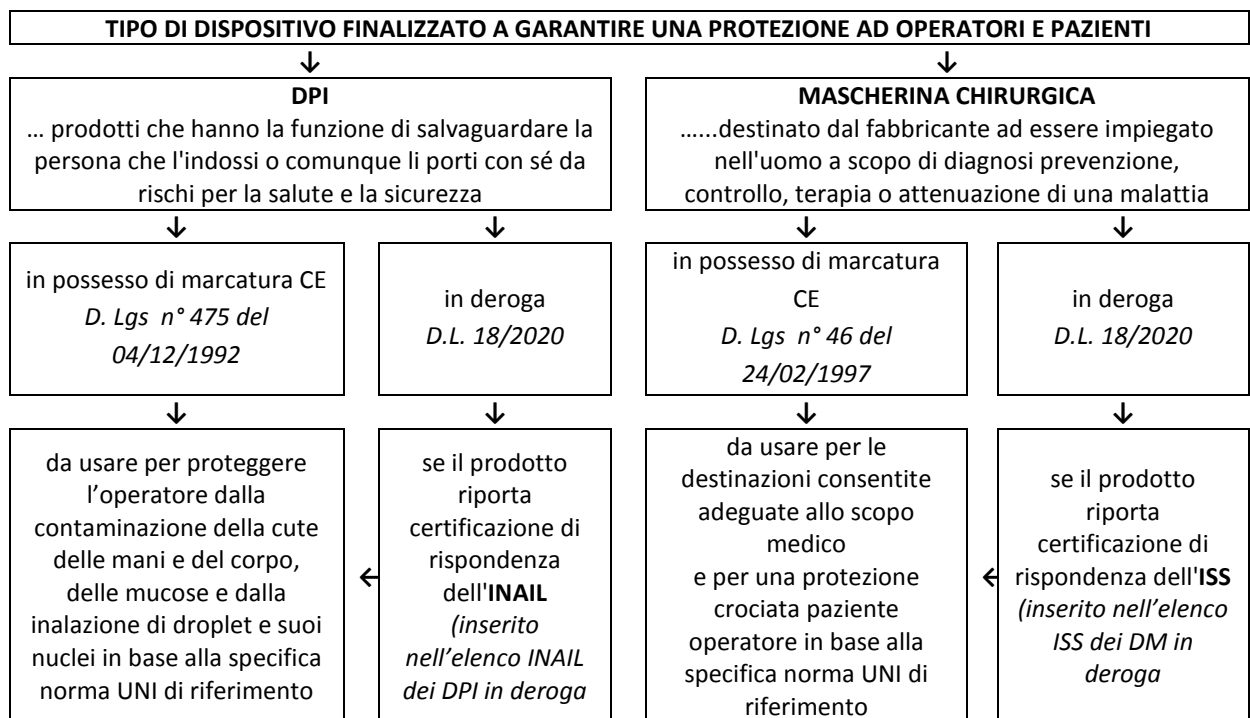 TIPO DI DISPOSITIVO FINALIZZATO A GARANTIRE UNA PROTEZIONE AD OPERATORI E PAZIENTI
↓
↓
DPI
… prodotti che hanno la funzione di salvaguardare la
persona che l'indossi o comunque li porti con sé da
rischi per la salute e la sicurezza
MASCHERINA CHIRURGICA
…...destinato dal fabbricante ad essere impiegato
nell'uomo a scopo di diagnosi prevenzione,
controllo, terapia o attenuazione di una malattia
↓
↓
↓
↓
in possesso di marcatura CE
D. Lgs n° 475 del
04/12/1992
in deroga
D.L. 18/2020
in possesso di marcatura
CE
D. Lgs n° 46 del
24/02/1997
in deroga
D.L. 18/2020
↓
↓
↓
↓
da usare per proteggere
l’operatore dalla
contaminazione della cute
delle mani e del corpo,
delle mucose e dalla
inalazione di droplet e suoi
nuclei in base alla specifica
norma UNI di riferimento
←
se il prodotto
riporta
certificazione di
rispondenza
dell'INAIL
(inserito
nell’elenco INAIL
dei DPI in deroga
da usare per le
destinazioni consentite
adeguate allo scopo
medico
e per una protezione
crociata paziente
operatore in base alla
specifica norma UNI di
riferimento
←
se il prodotto
riporta
certificazione di
rispondenza dell'ISS
(inserito nell’elenco
ISS dei DM in
deroga